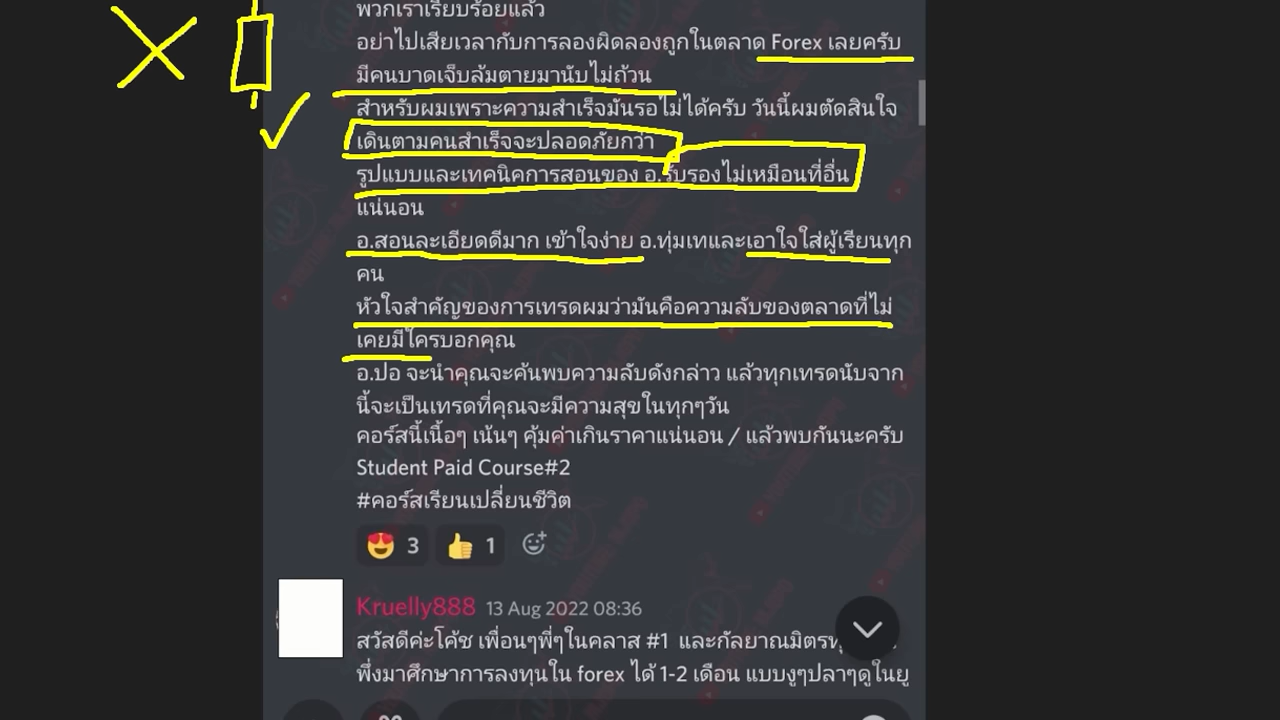 พวกเราเรียบร้อยแล้ว
อย่าไปเสียเวลากับการลองผิดลองถูกในตลาด Forex เลยครับ
มีคนบาดเจ็บล้มตายมานับไม่ถ้วน
สำหรับผมเพราะความสำเร็จมันรอไม่ได้ครับ วันนี้ผมตัดสินใจ
เดินตามคนสำเร็จจะปลอดภัยกว่า
รูปแบบและเทคนิคการสอนของ อ.รับรองไม่เหมือนที่อื่น
แน่นอน
อ.สอนละเอียดดีมาก เข้าใจง่าย อ.ทุ่มเทและเอาใจใส่ผู้เรียนทุก
คน
หัวใจสำคัญของการเทรดผมว่ามันคือความลับของตลาดที่ไม่
เคยมีใครบอกคุณ
อ.ปอ จะนำคุณจะค้นพบความลับดังกล่าว แล้วทุกเทรดนับจาก
นี้จะเป็นเทรดที่คุณจะมีความสุขในทุกๆวัน
คอร์สนี้เนื้อๆ เน้นๆ คุ้มค่าเกินราคาแน่นอน / แล้วพบกันนะครับ
Student Paid Course#2
#คอร์สเรียนเปลี่ยนชีวิต
3 1
Kruelly888 13 Aug 2022 08:36
สวัสดีค่ะโค้ช เพื่อนๆพี่ๆในคลาส #1 และกัลยาณมิตร
พึ่งมาศึกษาการลงทุนใน forex ได้ 1-2 เดือน แบบงูๆปลาๆดูในยู